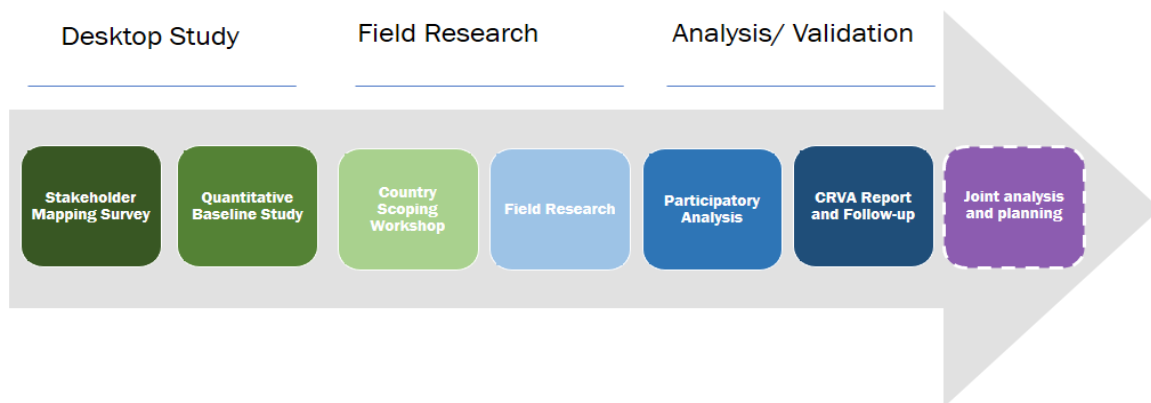 Desktop Study
Field Research
Analysis/ Validation
Stakeholder
Mapping Survey
Quantitative
Baseline Study
Country
Scoping
Workshop
Field Research
Participatory
Analysis
CRVA Report
and Follow-up
Joint analysis
and planning